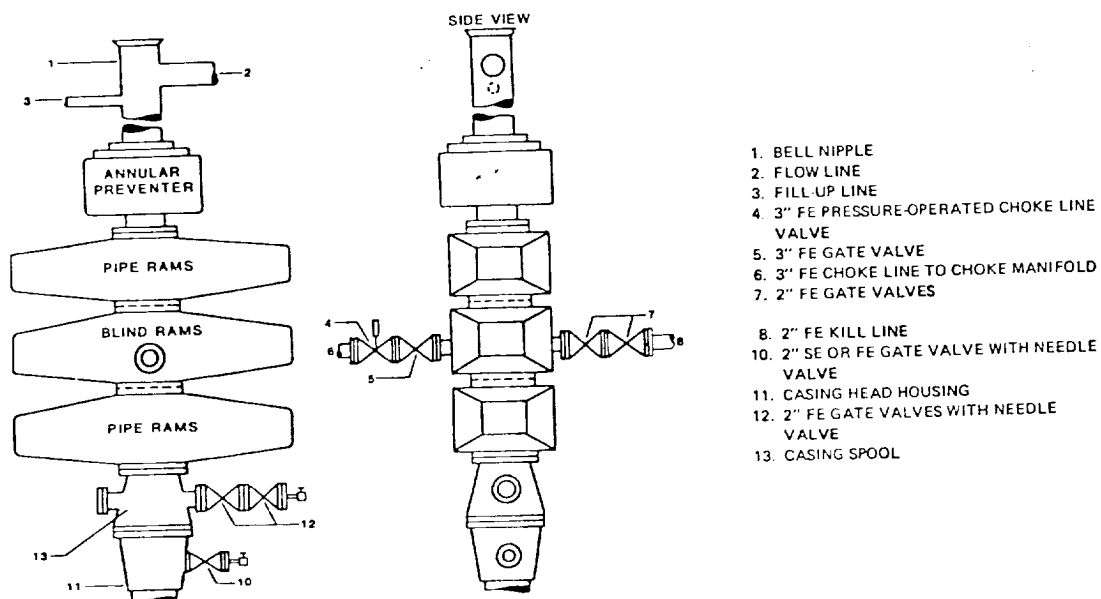 SIDE VIEW
1
2
3
ANNULAR
PREVENTER
PIPE RAMS
BLIND RAMS
PIPE RAMS
12
13
11
10
4
7
6
8
5
1. BELL NIPPLE
2. FLOW LINE
3. FILL-UP LINE
4. 3" FE PRESSURE-OPERATED CHOKE LINE
VALVE
5. 3" FE GATE VALVE
6. 3" FE CHOKE LINE TO CHOKE MANIFOLD
7. 2" FE GATE VALVES
8. 2" FE KILL LINE
10. 2" SE OR FE GATE VALVE WITH NEEDLE
VALVE
11. CASING HEAD HOUSING
12. 2" FE GATE VALVES WITH NEEDLE
VALVE
13. CASING SPOOL